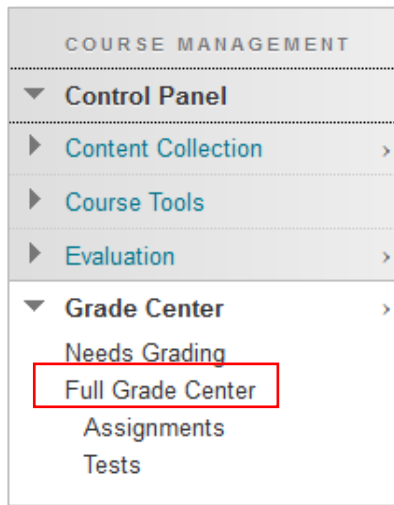 COURSE MANAGEMENT
Control Panel
Content Collection
Course Tools
Evaluation
Grade Center
Needs Grading
Full Grade Center
Assignments
Tests